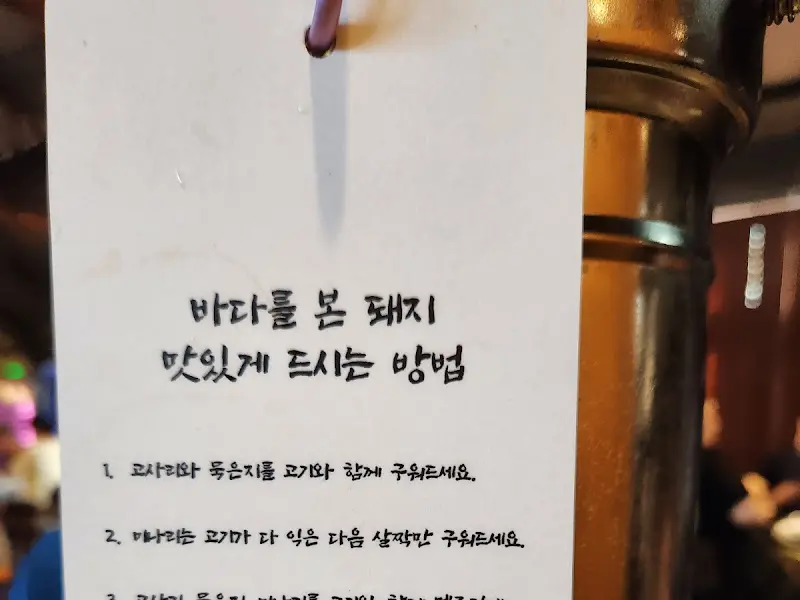 바다를 본 돼지
맛있게 드시는 방법
1. 고사리와 묵은지를 고기와 함께 구워드세요.
2. 미나리는 고기가 다 익은 다음 살짝만 구워드세요.